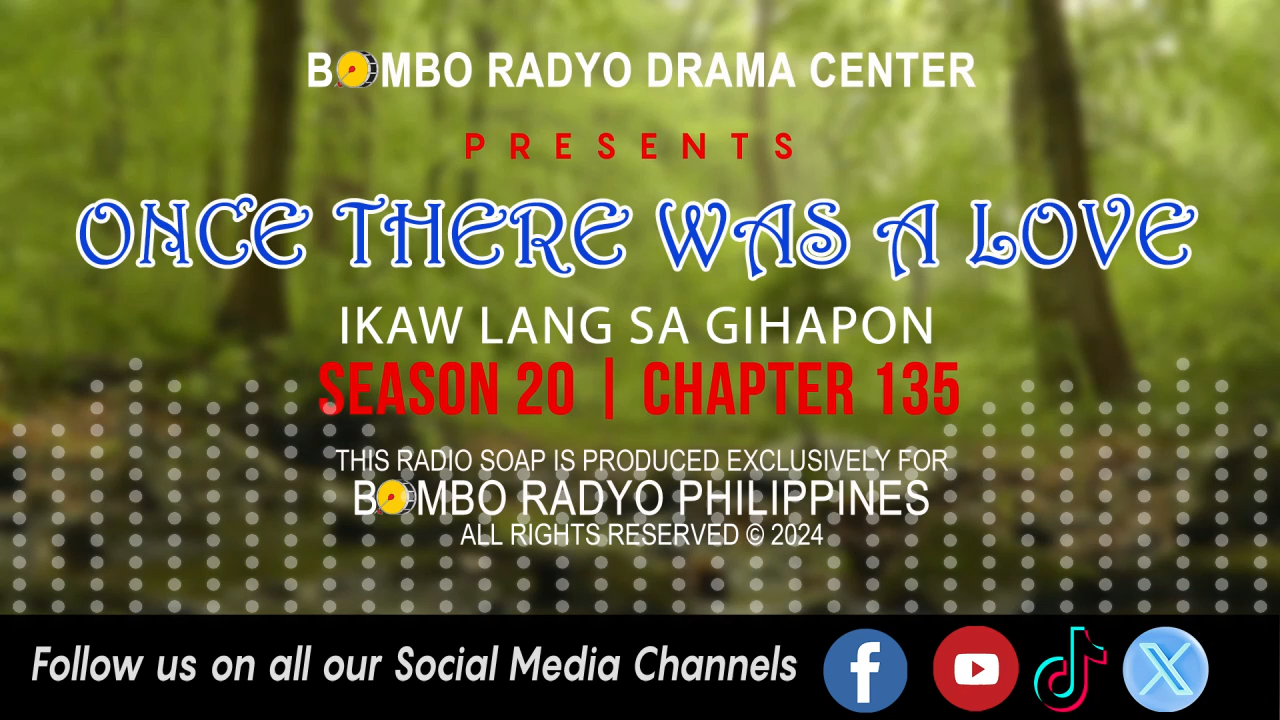 BOMBO RADYO DRAMA CENTER
PRESENTS
ONCE THERE WAS A LOVE
IKAW LANG SA GIHAPON
SEASON 20 | CHAPTER 135
THIS RADIO SOAP IS PRODUCED EXCLUSIVELY FOR
BOMBO RADYO PHILIPPINES
ALL RIGHTS RESERVED © 2024
Follow us on all our Social Media Channels